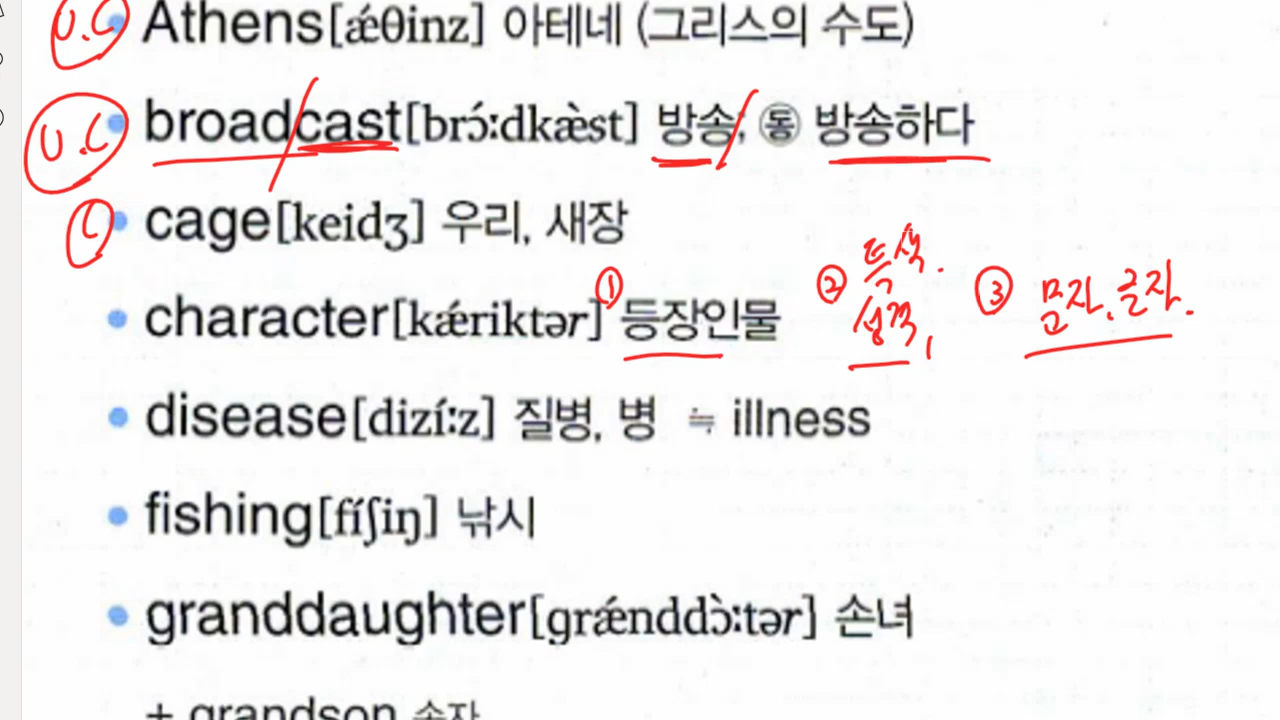 U.C Athens[ǽθinz] 아테네 (그리스의 수도)
U.C broadcast[brɔ́ːdkæ̀st] 방송; 동 방송하다
C cage[keidʒ] 우리, 새장
② 특색.
성격,
③ 문자, 글자.
character[kǽriktər] ① 등장인물
disease[dizíːz] 질병, 병 ≒ illness
fishing[fíʃiŋ] 낚시
granddaughter[grǽnddɔ̀ːtər] 손녀
+ grandson 손자